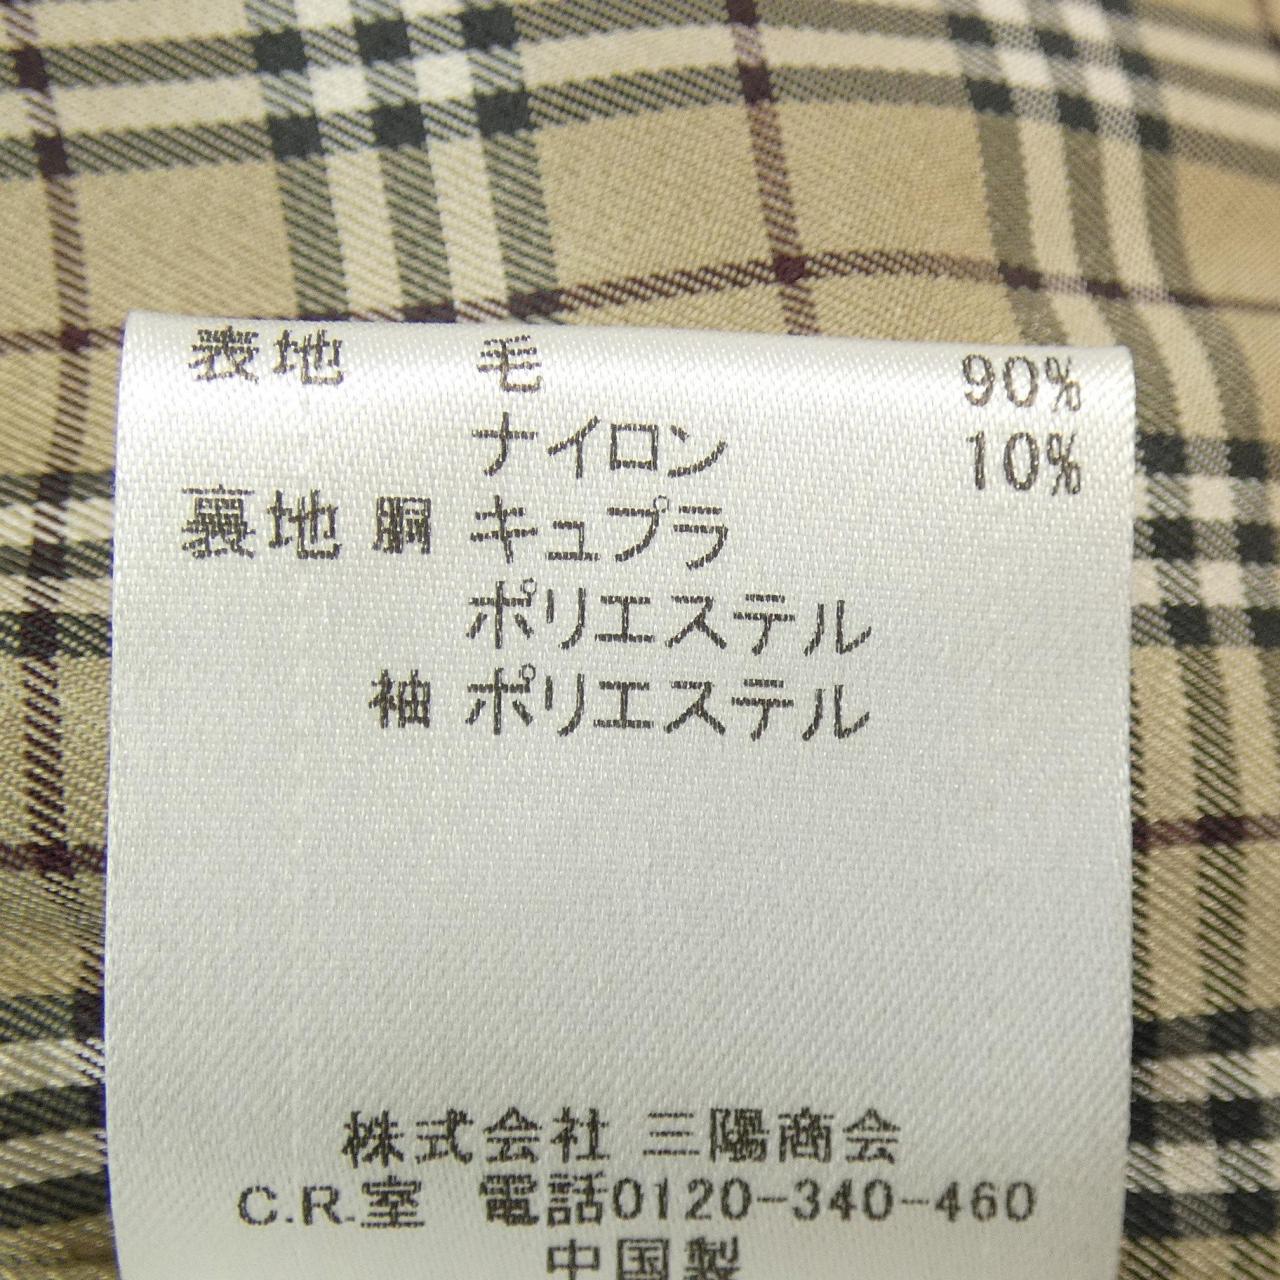 表地 毛 90%
ナイロン 10%
裏地 胴 キュプラ
ポリエステル
袖 ポリエステル
株式会社 三陽商会
C.R.室 電話0120-340-460
中国製